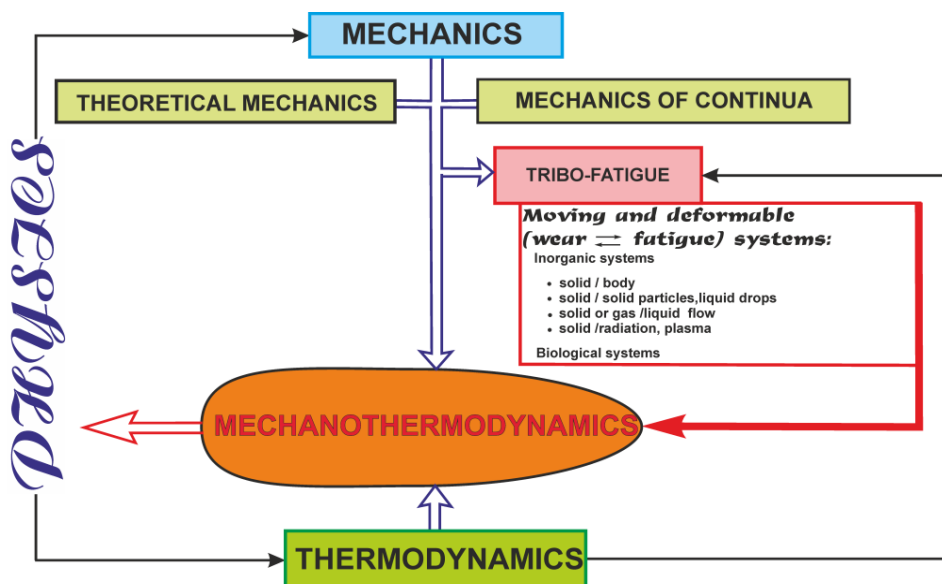 MECHANICS
THEORETICAL MECHANICS
MECHANICS OF CONTINUA
PHYSICS
TRIBO-FATIGUE
Moving and deformable
(wear ⇄ fatigue) systems:
Inorganic systems
• solid / body
• solid / solid particles,liquid drops
• solid or gas /liquid flow
• solid /radiation, plasma
Biological systems
MECHANOTHERMODYNAMICS
THERMODYNAMICS